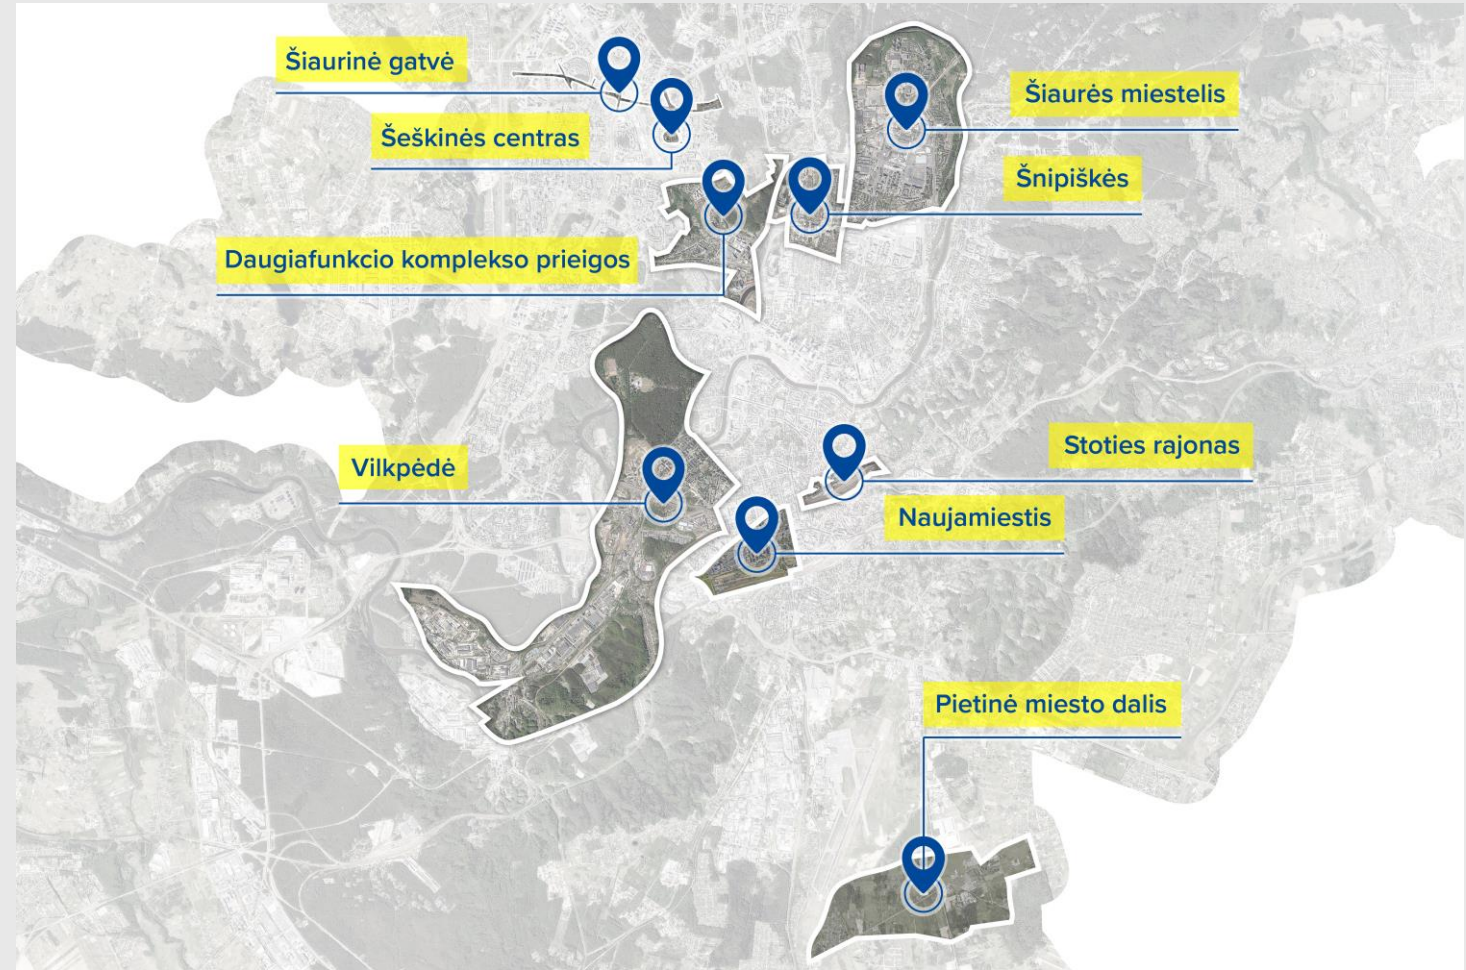 Šiaurinė gatvė
Šiaurės miestelis
Šeškinės centras
Šnipiškės
Daugiafunkcio komplekso prieigos
Vilkpėdė
Stoties rajonas
Naujamiestis
Pietinė miesto dalis